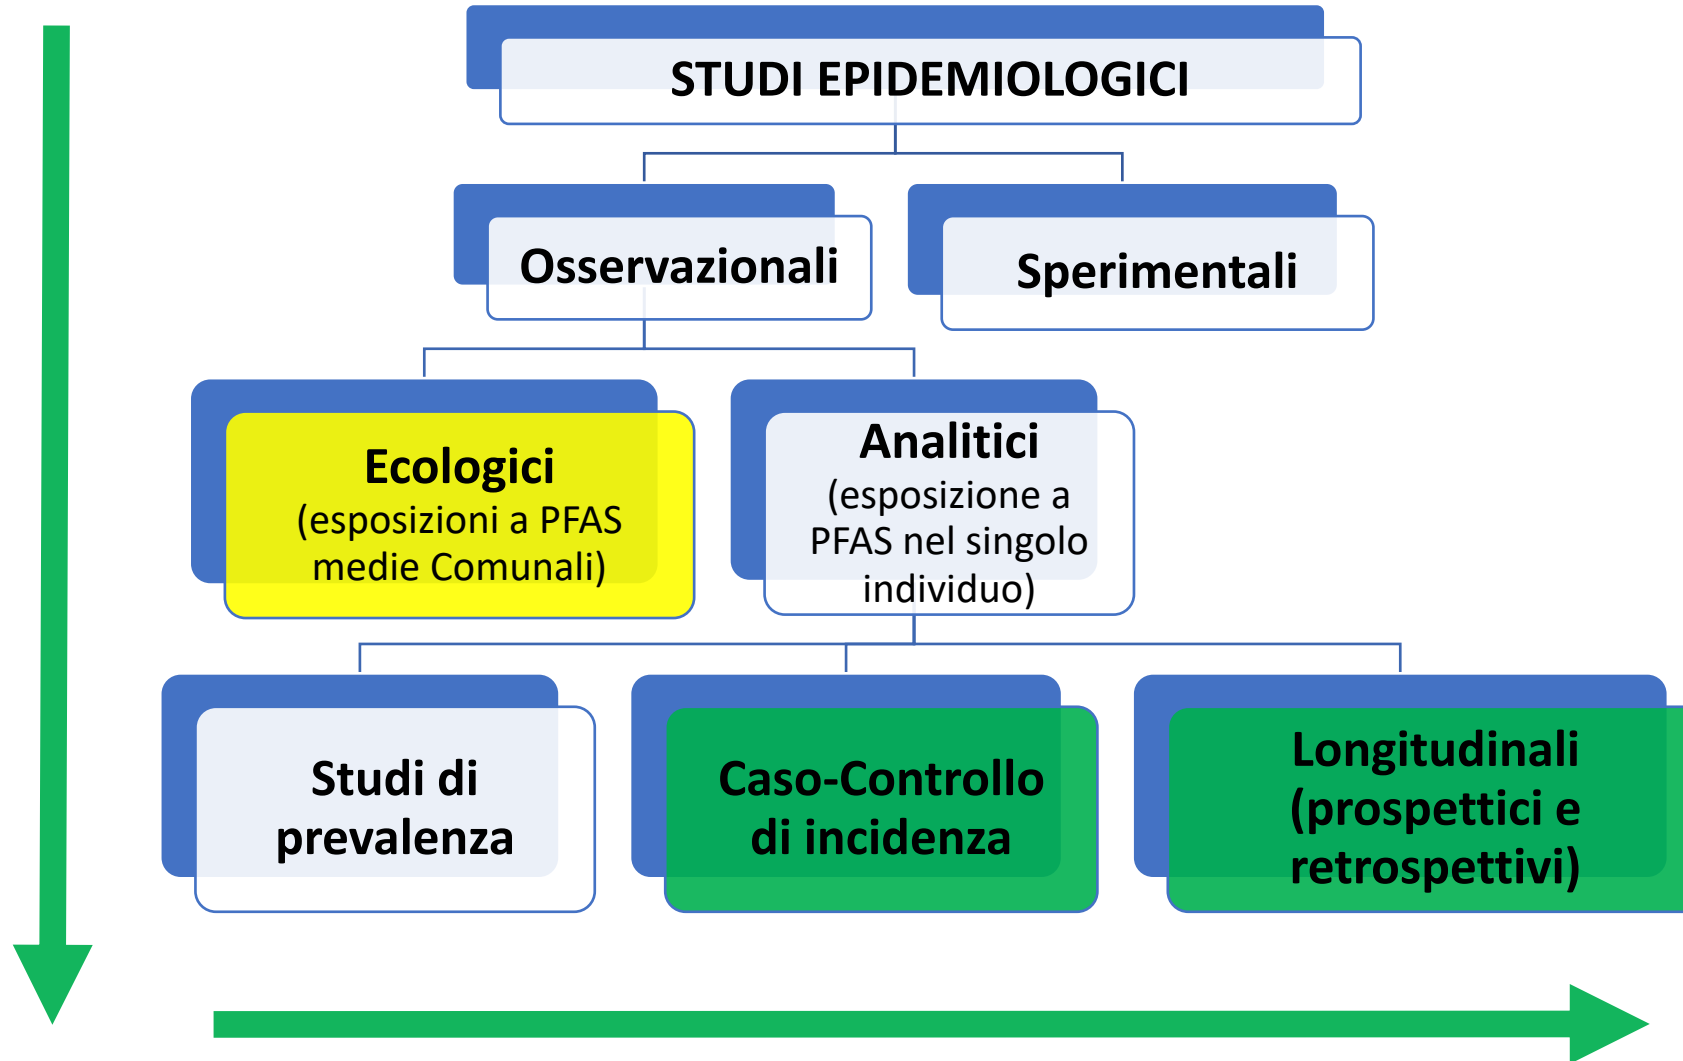 STUDI EPIDEMIOLOGICI
Osservazionali
Sperimentali
Ecologici
(esposizioni a PFAS
medie Comunali)
Analitici
(esposizione a
PFAS nel singolo
individuo)
Studi di
prevalenza
Caso-Controllo
di incidenza
Longitudinali
(prospettici e
retrospettivi)